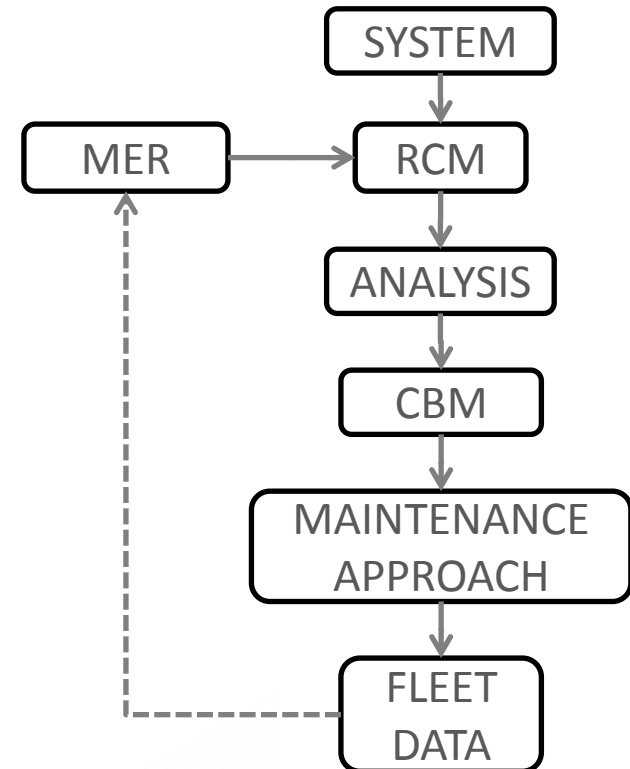 SYSTEM
MER
RCM
ANALYSIS
CBM
MAINTENANCE
APPROACH
FLEET
DATA